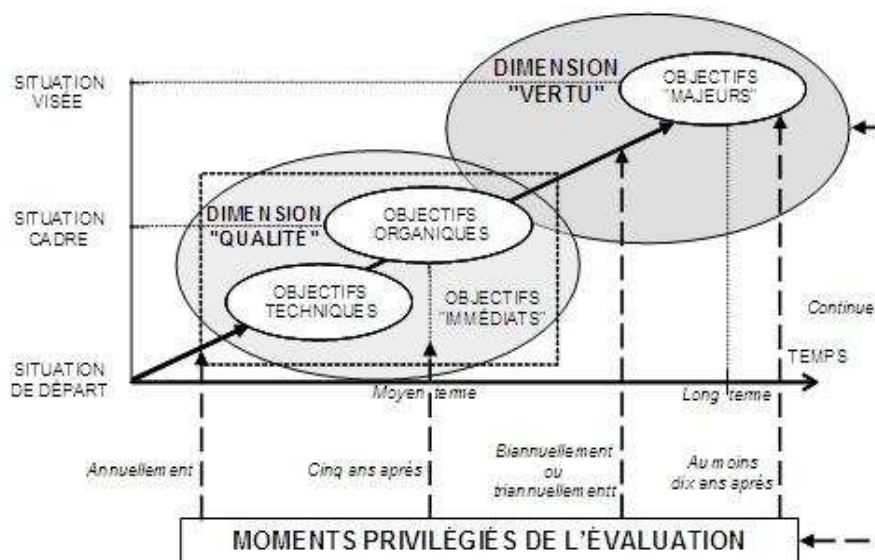 SITUATION
VISÉE
DIMENSION
"VERTU"
OBJECTIFS
"MAJEURS"
SITUATION
CADRE
DIMENSION
"QUALITÉ"
OBJECTIFS
ORGANIQUES
OBJECTIFS
TECHNIQUES
OBJECTIFS
"IMMÉDIATS"
Continue
SITUATION
DE DÉPART
TEMPS
Moyen terme
Long terme
Annuellement
Cinq ans après
Biannuellement
ou
triannuellementt
Au moins
dix ans après
MOMENTS PRIVILÉGIÉS DE L'ÉVALUATION